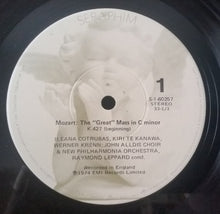 SERAPHIM
1
S-60257
STEREO
33-1/3
Mozart: The "Great" Mass in C minor
K.427 (beginning)
ILEANA COTRUBAS, KIRI TE KANAWA,
WERNER KRENN, JOHN ALLDIS CHOIR
& NEW PHILHARMONIA ORCHESTRA,
RAYMOND LEPPARD cond.
Recorded in England
℗ 1974 EMI Records Limited